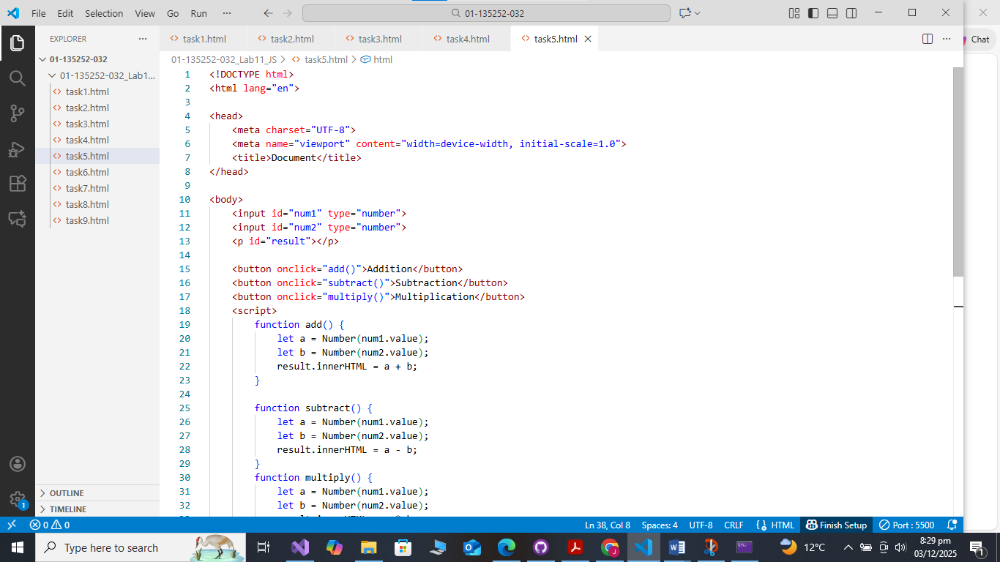 File Edit Selection View Go Run ··· 01-135252-032
EXPLORER ···
01-135252-032
01-135252-032_Lab1...
task1.html
task2.html
task3.html
task4.html
task5.html
task6.html
task7.html
task8.html
task9.html
OUTLINE
TIMELINE
task1.html task2.html task3.html task4.html task5.html
Chat
01-135252-032_Lab11_JS > task5.html > html
1 <!DOCTYPE html>
2 <html lang="en">
3
4 <head>
5 <meta charset="UTF-8">
6 <meta name="viewport" content="width=device-width, initial-scale=1.0">
7 <title>Document</title>
8 </head>
9
10 <body>
11 <input id="num1" type="number">
12 <input id="num2" type="number">
13 <p id="result"></p>
14
15 <button onclick="add()">Addition</button>
16 <button onclick="subtract()">Subtraction</button>
17 <button onclick="multiply()">Multiplication</button>
18 <script>
19 function add() {
20 let a = Number(num1.value);
21 let b = Number(num2.value);
22 result.innerHTML = a + b;
23 }
24
25 function subtract() {
26 let a = Number(num1.value);
27 let b = Number(num2.value);
28 result.innerHTML = a - b;
29 }
30 function multiply() {
31 let a = Number(num1.value);
32 let b = Number(num2.value);
0 0 Ln 38, Col 8 Spaces: 4 UTF-8 CRLF {} HTML Finish Setup Port : 5500
1
Type here to search
12°C
8:29 pm
03/12/2025
1